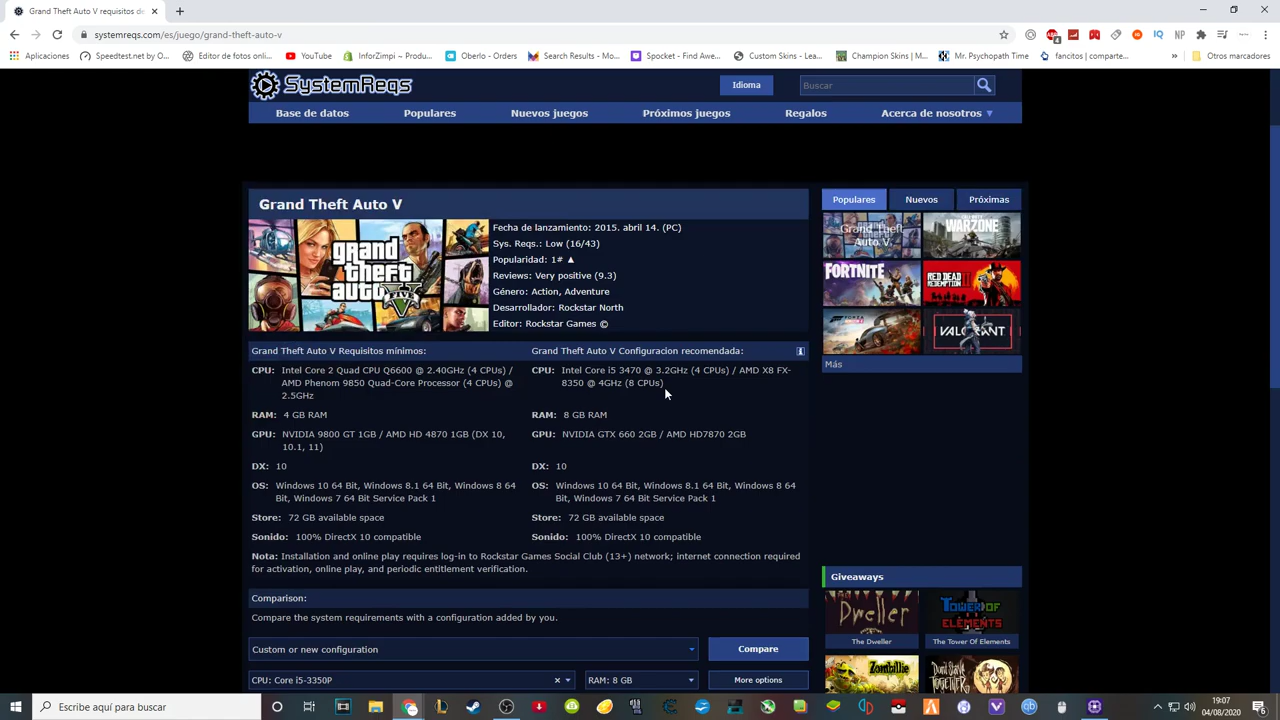 Grand Theft Auto V requisitos de
systemreqs.com/es/juego/grand-theft-auto-v
Aplicaciones
Speedtest.net by O...
Editor de fotos onli...
YouTube
InforZimpi ~ Produ...
Oberlo - Orders
Search Results - Mo...
Spocket - Find Awe...
Custom Skins - Lea...
Champion Skins | M...
Mr. Psychopath Time
fancitos | comparte...
Otros marcadores
SystemReqs
Idioma
Buscar
Base de datos
Populares
Nuevos juegos
Próximos juegos
Regalos
Acerca de nosotros
Grand Theft Auto V
grand
theft
auto
V
Fecha de lanzamiento: 2015. abril 14. (PC)
Sys. Reqs.: Low (16/43)
Popularidad: 1# ▲
Reviews: Very positive (9.3)
Género: Action, Adventure
Desarrollador: Rockstar North
Editor: Rockstar Games ©
Populares
Nuevos
Próximas
Grand Theft
Auto V
WARZONE
FORTNITE
RED DEAD
REDEMPTION
VALORANT
Más
Grand Theft Auto V Requisitos mínimos:
CPU: Intel Core 2 Quad CPU Q6600 @ 2.40GHz (4 CPUs) /
AMD Phenom 9850 Quad-Core Processor (4 CPUs) @
2.5GHz
RAM: 4 GB RAM
GPU: NVIDIA 9800 GT 1GB / AMD HD 4870 1GB (DX 10,
10.1, 11)
DX: 10
OS: Windows 10 64 Bit, Windows 8.1 64 Bit, Windows 8 64
Bit, Windows 7 64 Bit Service Pack 1
Store: 72 GB available space
Sonido: 100% DirectX 10 compatible
Grand Theft Auto V Configuracion recomendada:
CPU: Intel Core i5 3470 @ 3.2GHz (4 CPUs) / AMD X8 FX-
8350 @ 4GHz (8 CPUs)
RAM: 8 GB RAM
GPU: NVIDIA GTX 660 2GB / AMD HD7870 2GB
DX: 10
OS: Windows 10 64 Bit, Windows 8.1 64 Bit, Windows 8 64
Bit, Windows 7 64 Bit Service Pack 1
Store: 72 GB available space
Sonido: 100% DirectX 10 compatible
Nota: Installation and online play requires log-in to Rockstar Games Social Club (13+) network; internet connection required
for activation, online play, and periodic entitlement verification.
Comparison:
Compare the system requirements with a configuration added by you.
Custom or new configuration
Compare
CPU: Core i5-3350P
RAM: 8 GB
More options
Giveaways
Dweller
The Dweller
TOWER OF
ELEMENTS
The Tower Of Elements
Zombillie
Don't Starve
TOGETHER
Escribe aquí para buscar
19:07
04/08/2020